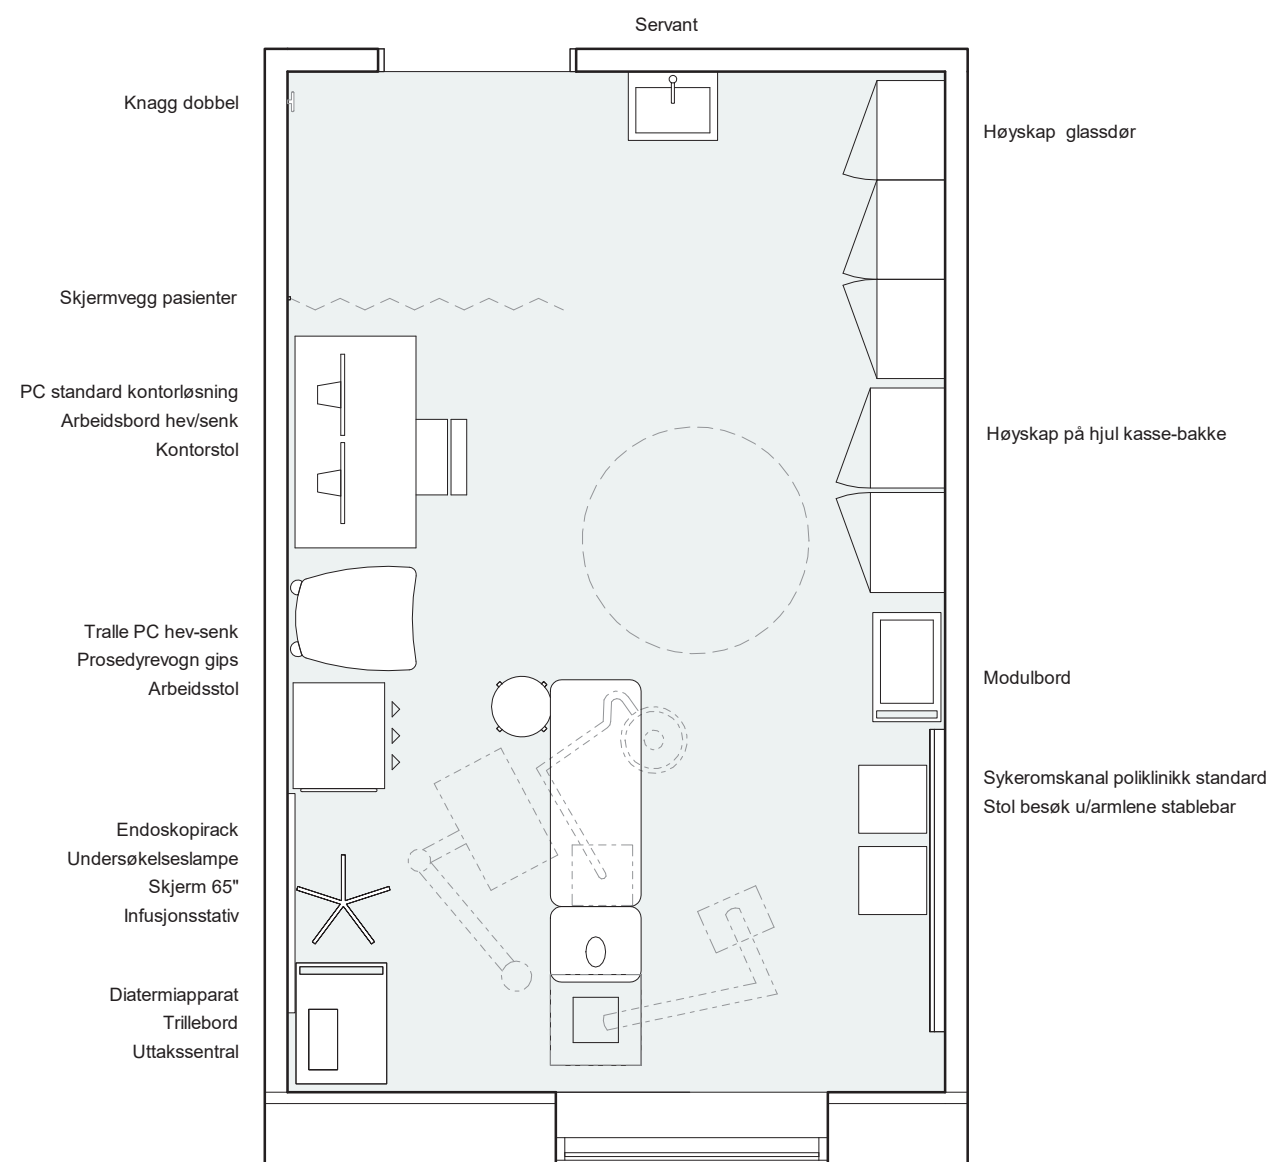 Servant
Knagg dobbel
Høyskap glassdør
Skjermvegg pasienter
PC standard kontorløsning
Arbeidsbord hev/senk
Kontorstol
Høyskap på hjul kasse-bakke
Tralle PC hev-senk
Prosedyrevogn gips
Arbeidsstol
Modulbord
Sykeromskanal poliklinikk standard
Stol besøk u/armlene stablebar
Endoskopirack
Undersøkelseslampe
Skjerm 65"
Infusjonsstativ
Diatermiapparat
Trillebord
Uttakssentral